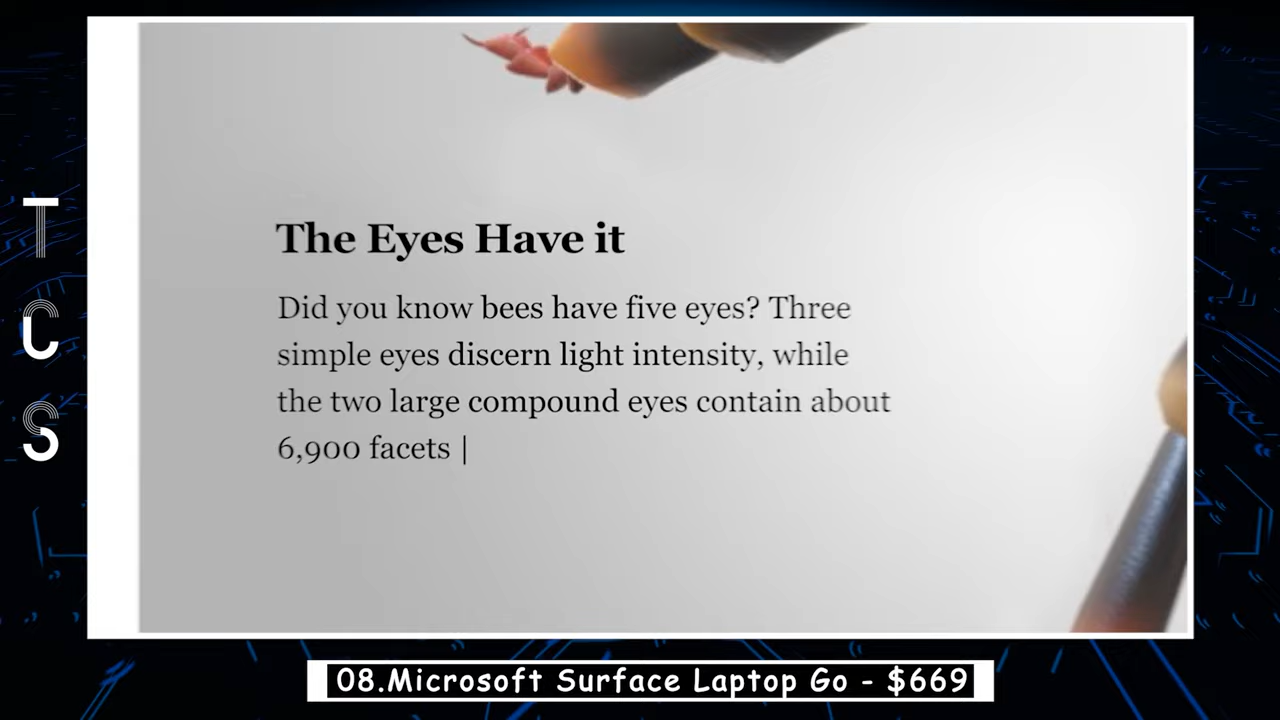 T
C
S
The Eyes Have it
Did you know bees have five eyes? Three
simple eyes discern light intensity, while
the two large compound eyes contain about
6,900 facets |
08.Microsoft Surface Laptop Go - $669